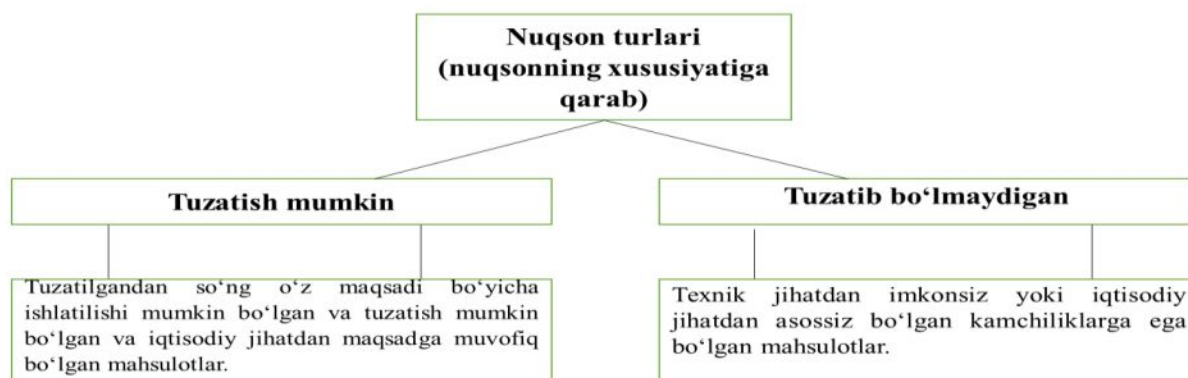 Nuqson turlari
(nuqsonning xususiyatiga
qarab)
Tuzatish mumkin
Tuzatib bo‘lmaydigan
Tuzatilgandan so‘ng o‘z maqsadi bo‘yicha
ishlatilishi mumkin bo‘lgan va tuzatish mumkin
bo‘lgan va iqtisodiy jihatdan maqsadga muvofiq
bo‘lgan mahsulotlar.
Texnik jihatdan imkonsiz yoki iqtisodiy
jihatdan asossiz bo‘lgan kamchiliklarga ega
bo‘lgan mahsulotlar.